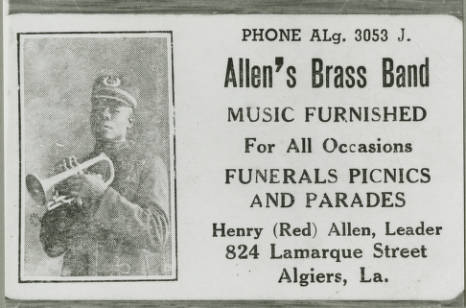 PHONE ALg. 3053 J.
Allen's Brass Band
MUSIC FURNISHED
For All Occasions
FUNERALS PICNICS
AND PARADES
Henry (Red) Allen, Leader
824 Lamarque Street
Algiers, La.